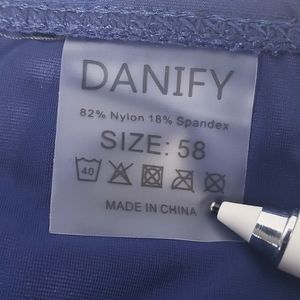 DANIFY
82% Nylon 18% Spandex
SIZE: 58
40
MADE IN CHINA